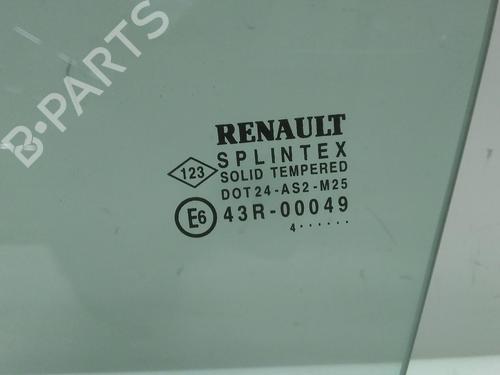 B-PARTS
RENAULT
123
SPLINTEX
SOLID TEMPERED
DOT24-AS2-M25
E6 43R-00049
4······